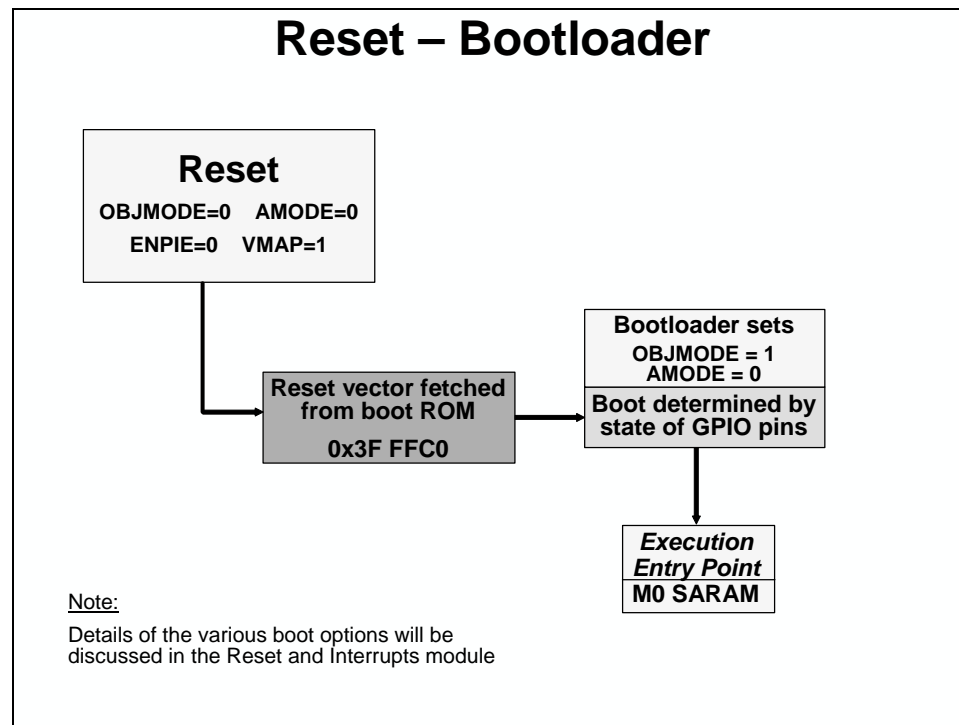 Reset – Bootloader
Reset
OBJMODE=0 AMODE=0
ENPIE=0 VMAP=1
Reset vector fetched
from boot ROM
0x3F FFC0
Bootloader sets
OBJMODE = 1
AMODE = 0
Boot determined by
state of GPIO pins
Execution
Entry Point
M0 SARAM
Note:
Details of the various boot options will be
discussed in the Reset and Interrupts module